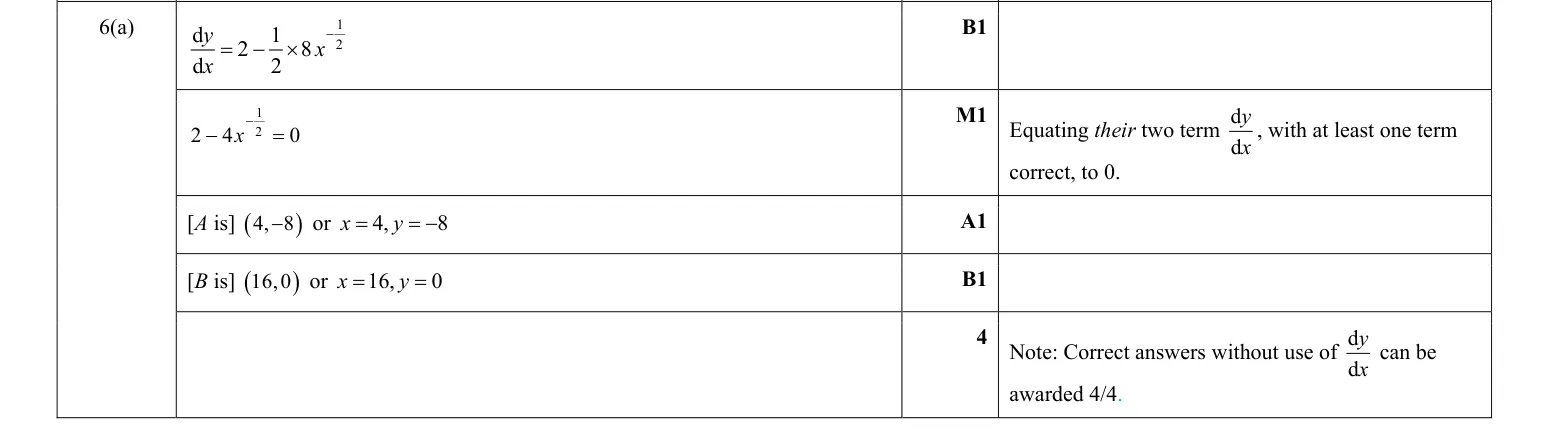 6(a)
dy/dx = 2 − 1/2 × 8x^(−1/2) B1
2 − 4x^(−1/2) = 0 M1 Equating their two term dy/dx, with at least one term
correct, to 0.
[A is] (4,−8) or x = 4, y = −8 A1
[B is] (16,0) or x = 16, y = 0 B1
4 Note: Correct answers without use of dy/dx can be
awarded 4/4.